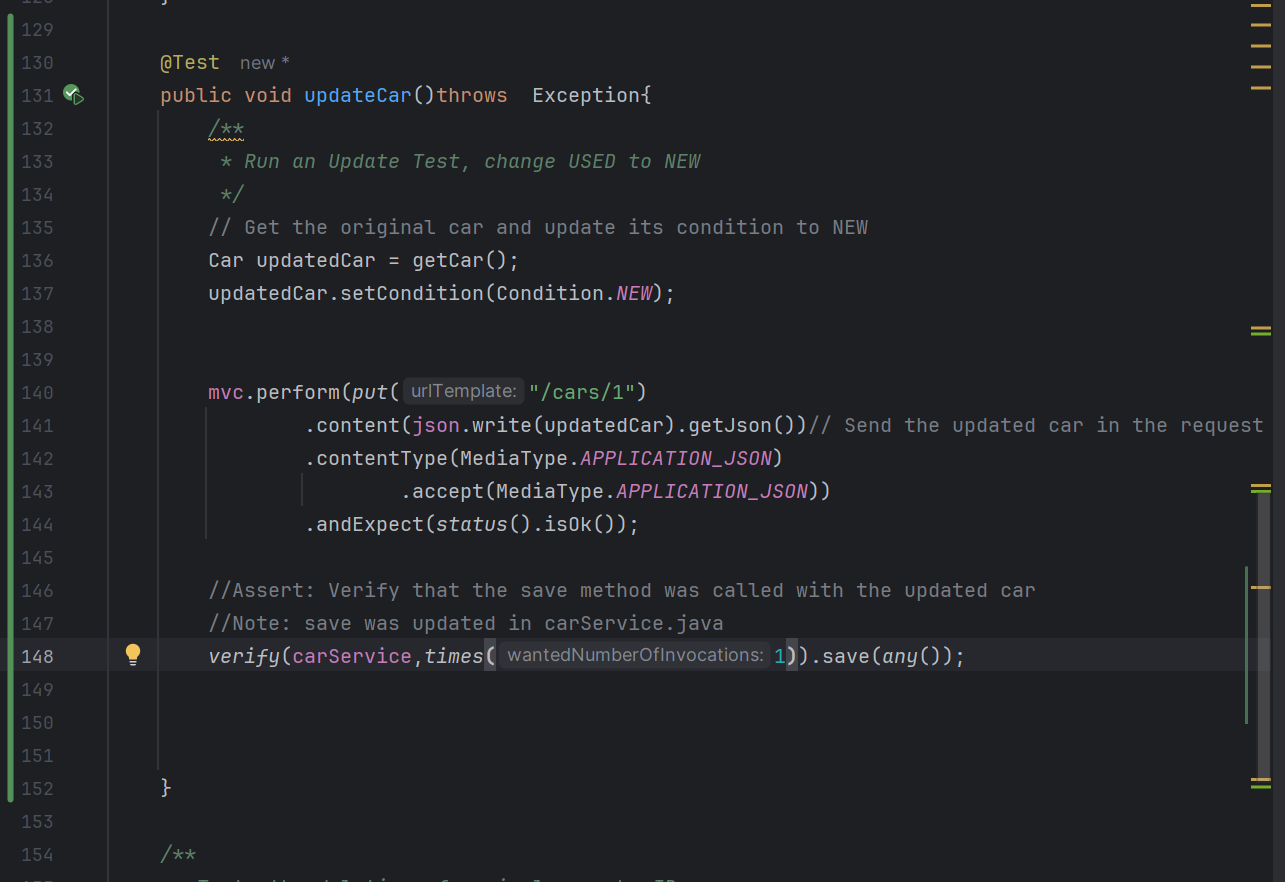 129
130 @Test new *
131 public void updateCar()throws  Exception{
132 /**
133 * Run an Update Test, change USED to NEW
134 */
135 // Get the original car and update its condition to NEW
136 Car updatedCar = getCar();
137 updatedCar.setCondition(Condition.NEW);
138
139
140 mvc.perform(put( urlTemplate: "/cars/1")
141 .content(json.write(updatedCar).getJson())// Send the updated car in the request
142 .contentType(MediaType.APPLICATION_JSON)
143 .accept(MediaType.APPLICATION_JSON))
144 .andExpect(status().isOk());
145
146 //Assert: Verify that the save method was called with the updated car
147 //Note: save was updated in carService.java
148 verify(carService,times( wantedNumberOfInvocations: 1)).save(any());
149
150
151
152 }
153
154 /**